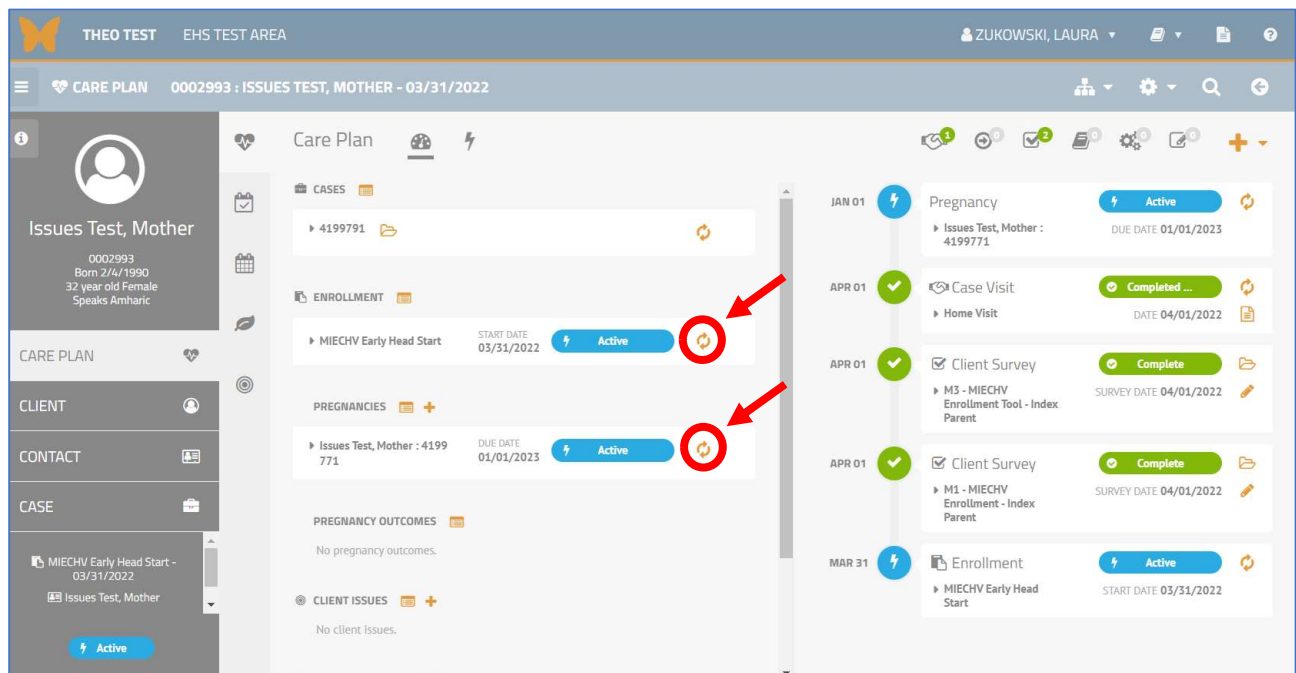 THEO TEST EHS TEST AREA ZUKOWSKI, LAURA
CARE PLAN 0002993 : ISSUES TEST, MOTHER - 03/31/2022
Issues Test, Mother
0002993
Born 2/4/1990
32 year old Female
Speaks Amharic
CARE PLAN
CLIENT
CONTACT
CASE
MIECHV Early Head Start -
03/31/2022
Issues Test, Mother
Active
Care Plan
1 0 2 0 0 0
CASES
4199791
ENROLLMENT
MIECHV Early Head Start
START DATE
03/31/2022
Active
PREGNANCIES
Issues Test, Mother : 4199
771
DUE DATE
01/01/2023
Active
PREGNANCY OUTCOMES
No pregnancy outcomes.
CLIENT ISSUES
No client issues.
JAN 01
Pregnancy
Active
Issues Test, Mother :
4199771
DUE DATE 01/01/2023
APR 01
Case Visit
Completed ...
Home Visit
DATE 04/01/2022
APR 01
Client Survey
Complete
M3 - MIECHV
Enrollment Tool - Index
Parent
SURVEY DATE 04/01/2022
APR 01
Client Survey
Complete
M1 - MIECHV
Enrollment - Index
Parent
SURVEY DATE 04/01/2022
MAR 31
Enrollment
Active
MIECHV Early Head
Start
START DATE 03/31/2022